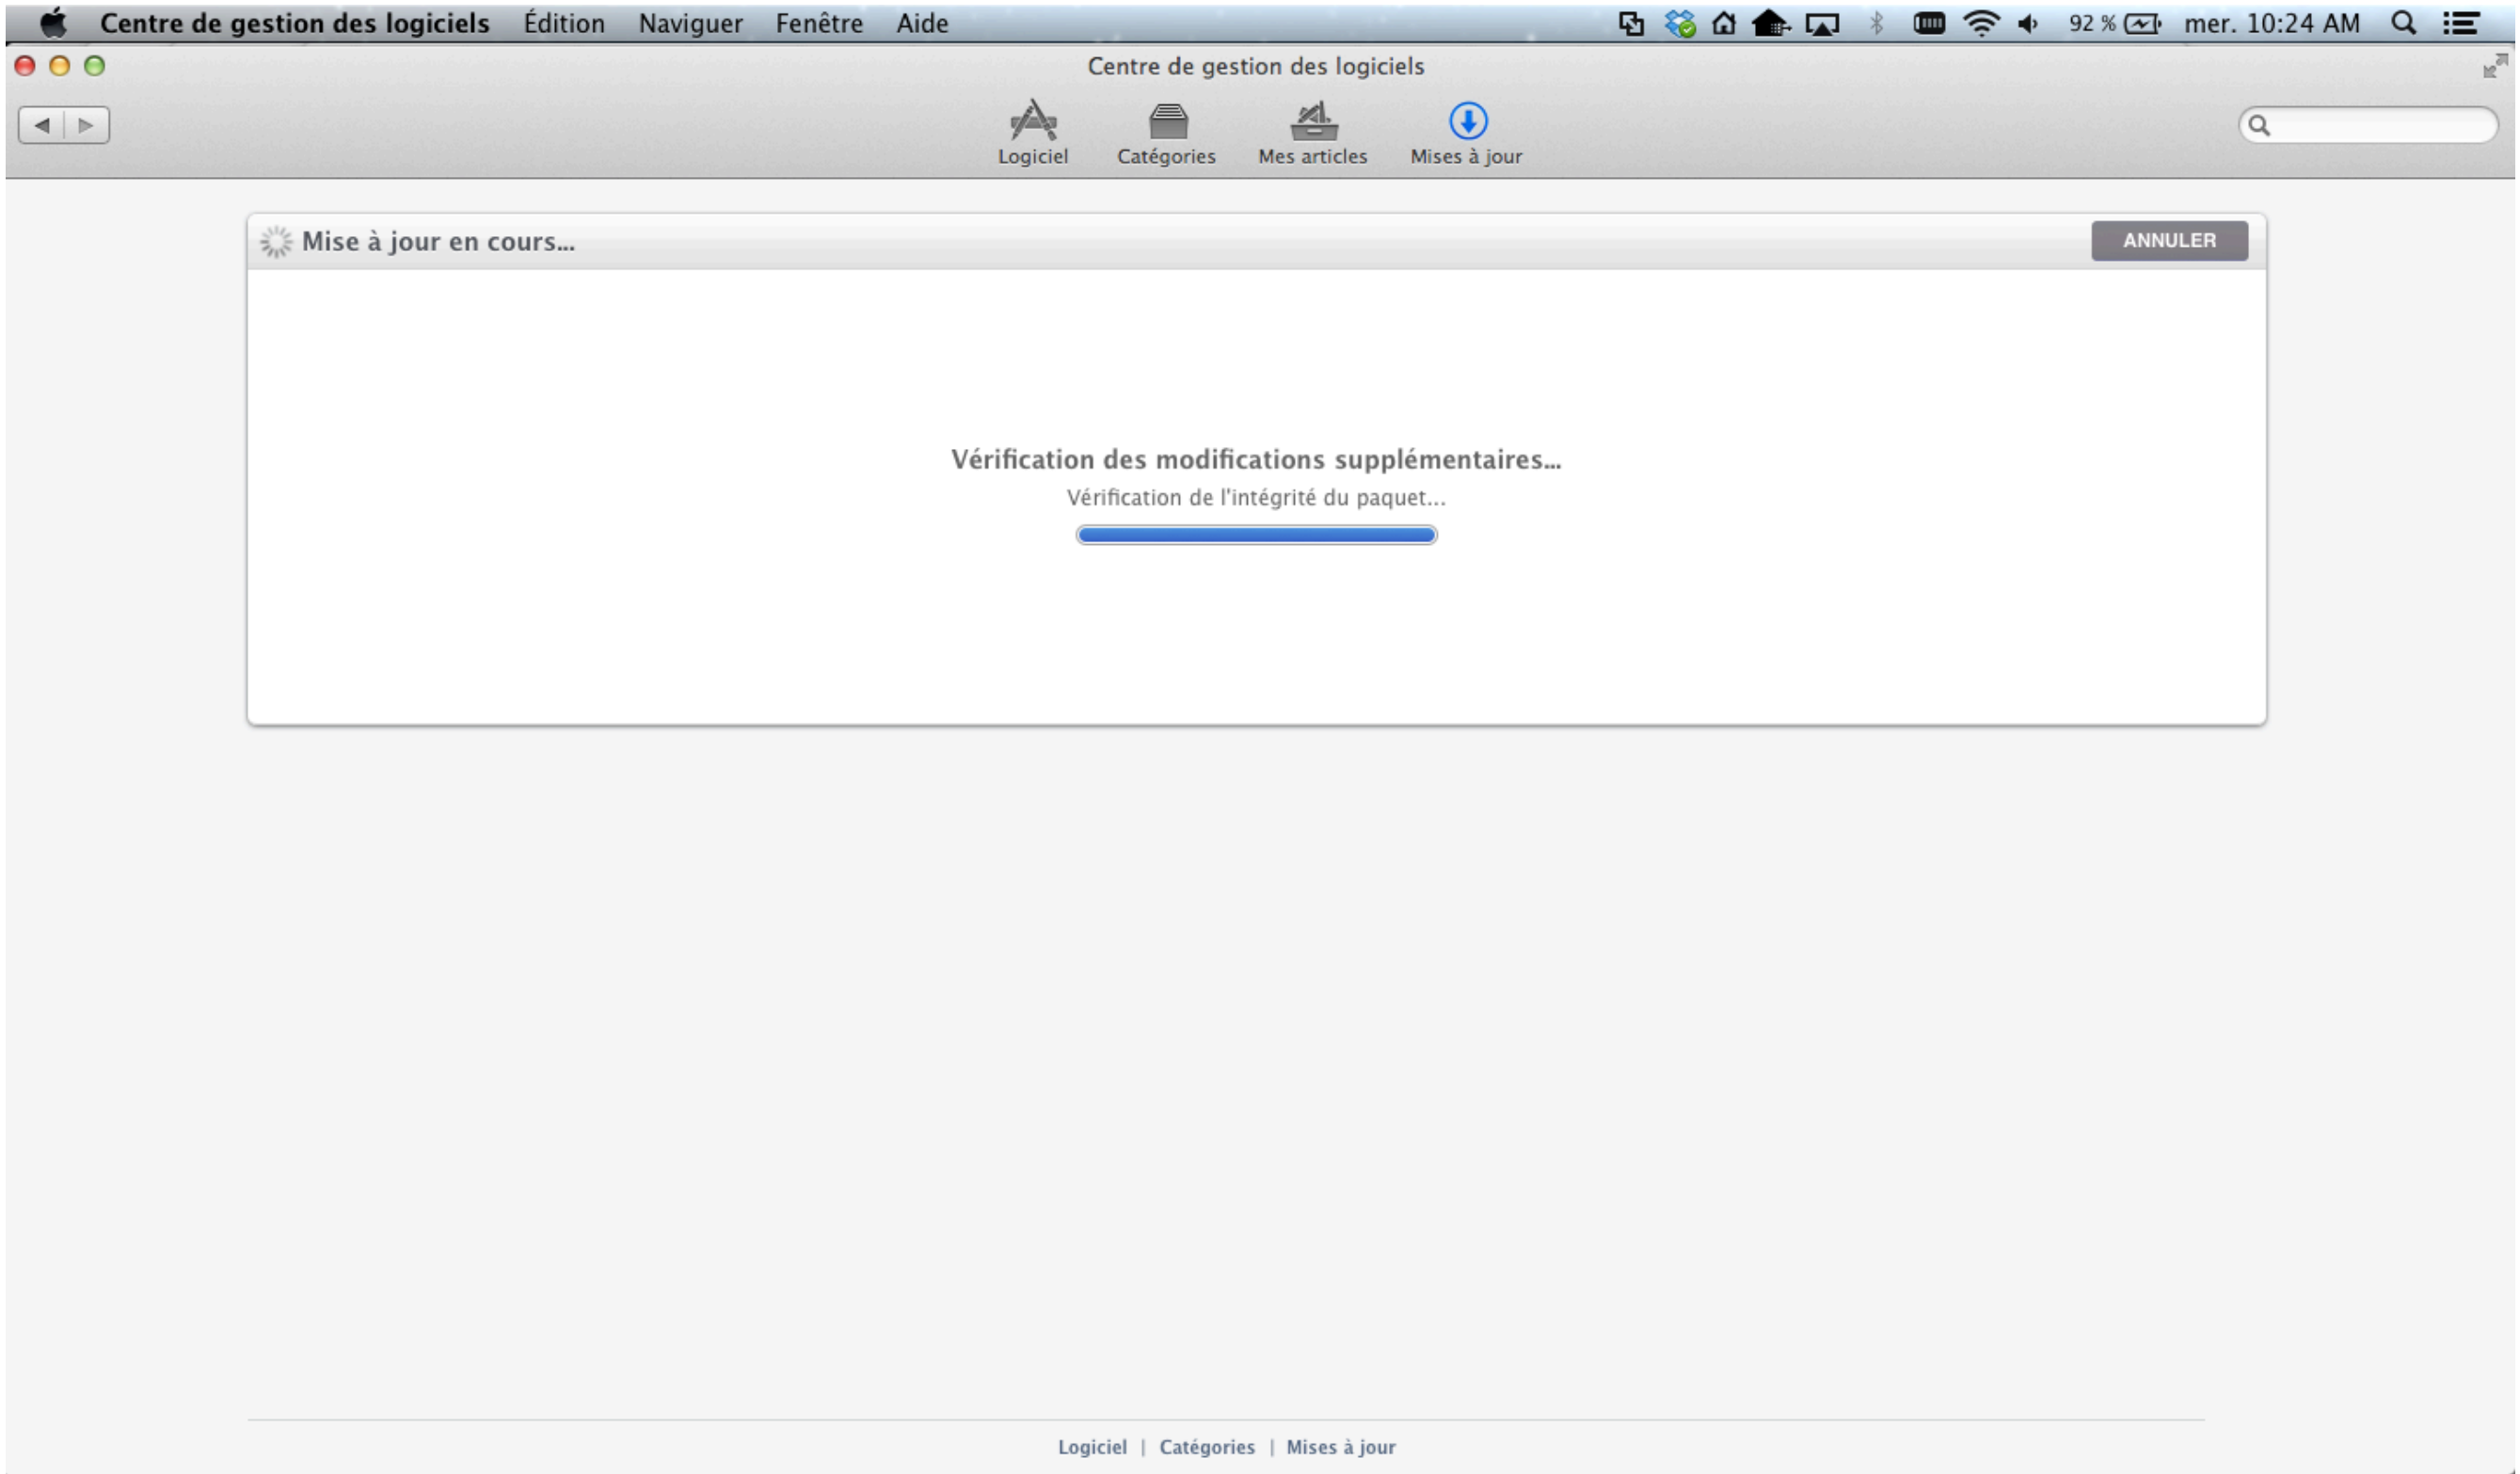 Centre de gestion des logiciels Édition Naviguer Fenêtre Aide 92 % mer. 10:24 AM
Centre de gestion des logiciels
Logiciel Catégories Mes articles Mises à jour
Mise à jour en cours... ANNULER
Vérification des modifications supplémentaires...
Vérification de l'intégrité du paquet...
Logiciel | Catégories | Mises à jour